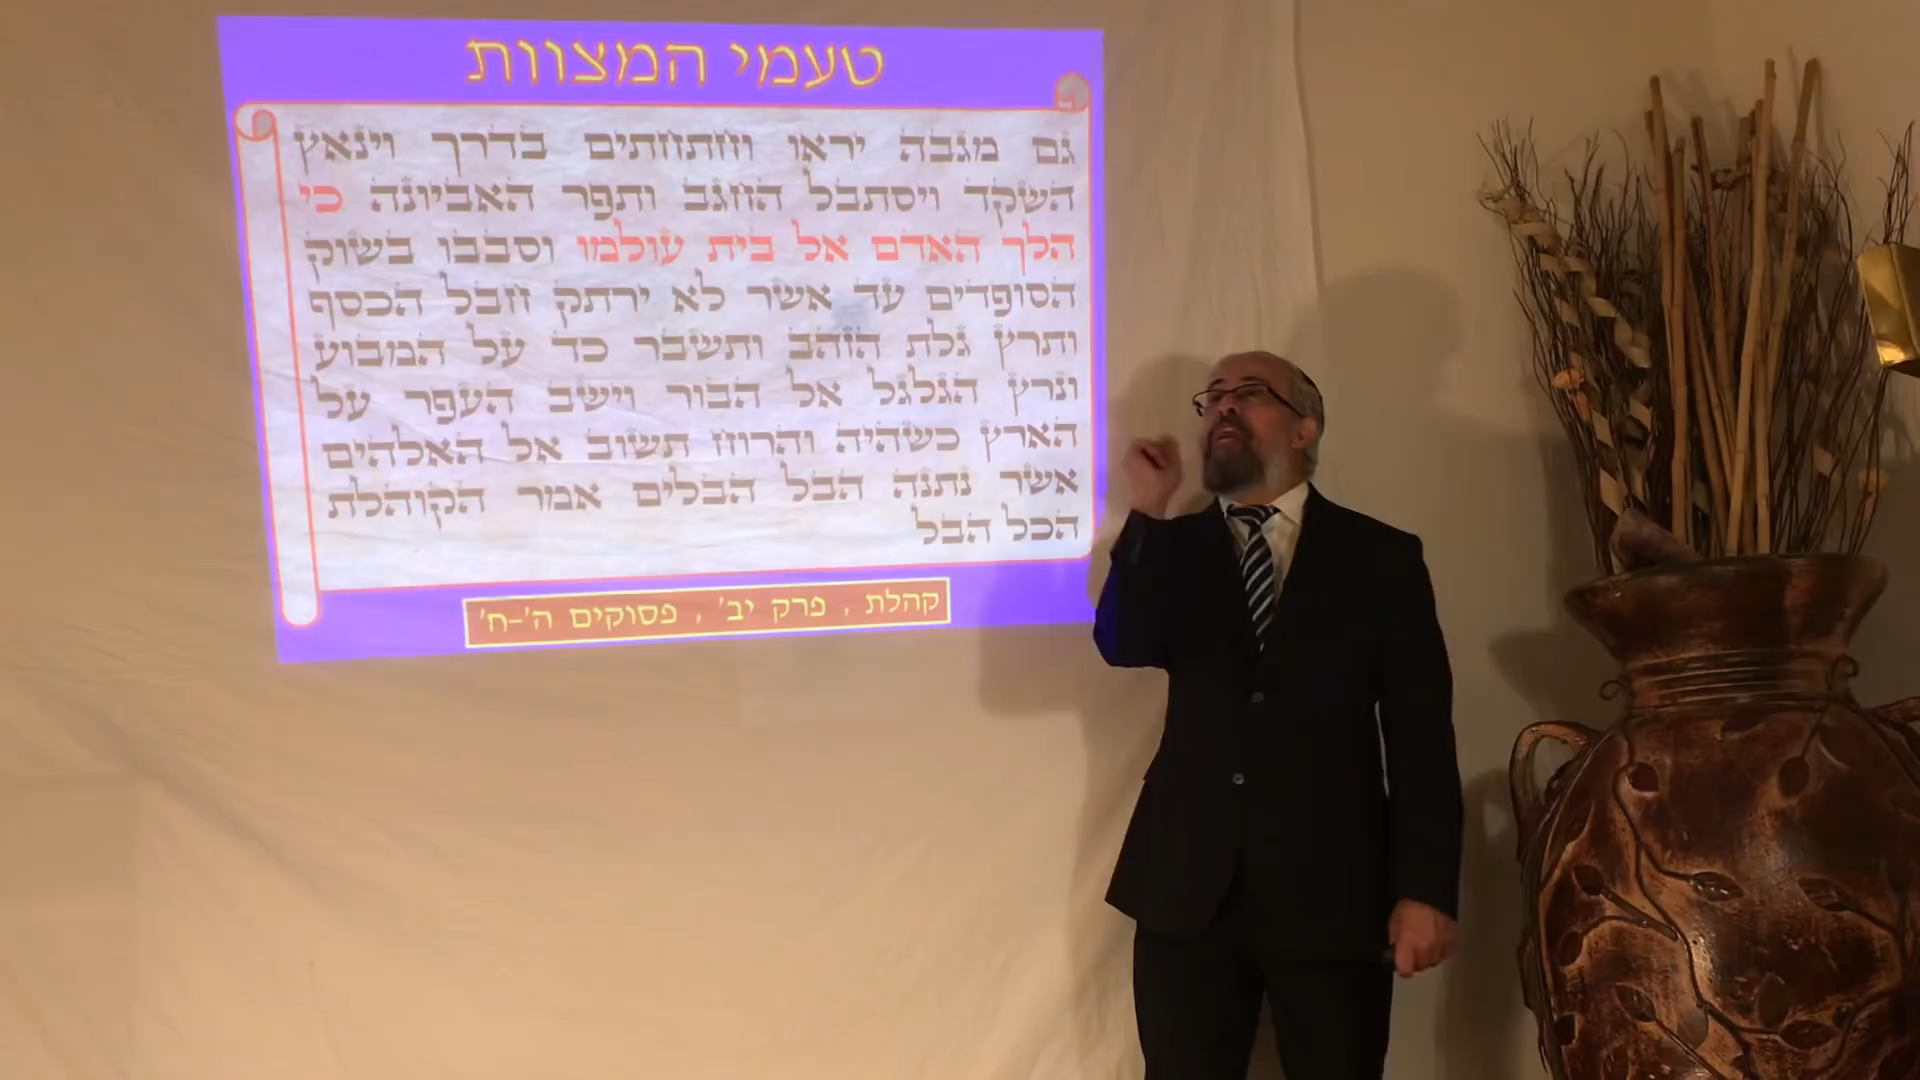 טעמי המצוות
גם מגבה יראו וחתחתים בדרך וינאץ
השקד ויסתבל החגב ותפר האביונה כי
הלך האדם אל בית עולמו וסבבו בשוק
הסופדים עד אשר לא ירתק חבל הכסף
ותרץ גלת הזהב ותשבר כד על המבוע
ונרץ הגלגל אל הבור וישב העפר על
הארץ כשהיה והרוח תשוב אל האלהים
אשר נתנה הבל הבלים אמר הקוהלת
הכל הבל
קהלת , פרק יב' , פסוקים ה'-ח'